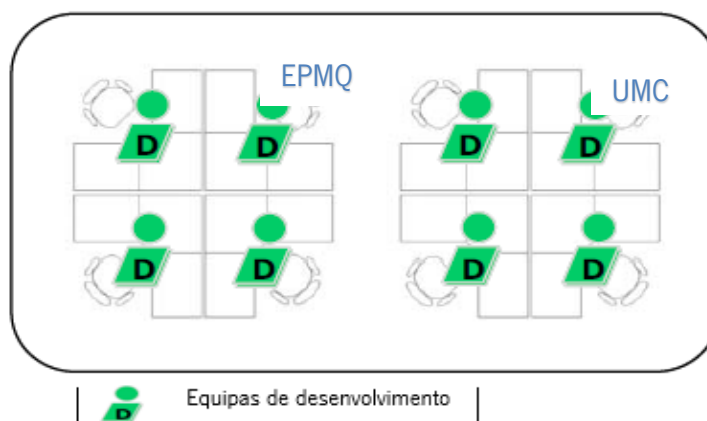 EPMQ
UMC
D D D D
D D D D
D Equipas de desenvolvimento